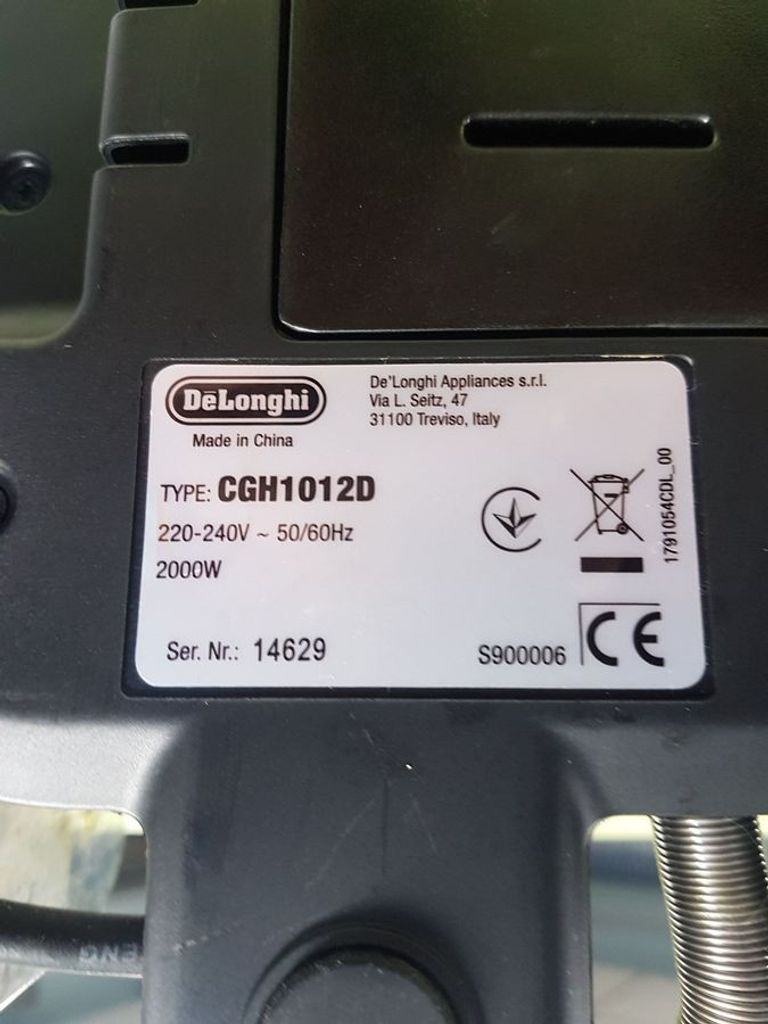 DeLonghi
Made in China
De'Longhi Appliances s.r.l.
Via L. Seitz, 47
31100 Treviso, Italy
TYPE: CGH1012D
220-240V ~ 50/60Hz
2000W
Ser. Nr.: 14629
S900006
CE
1791054CDL_00